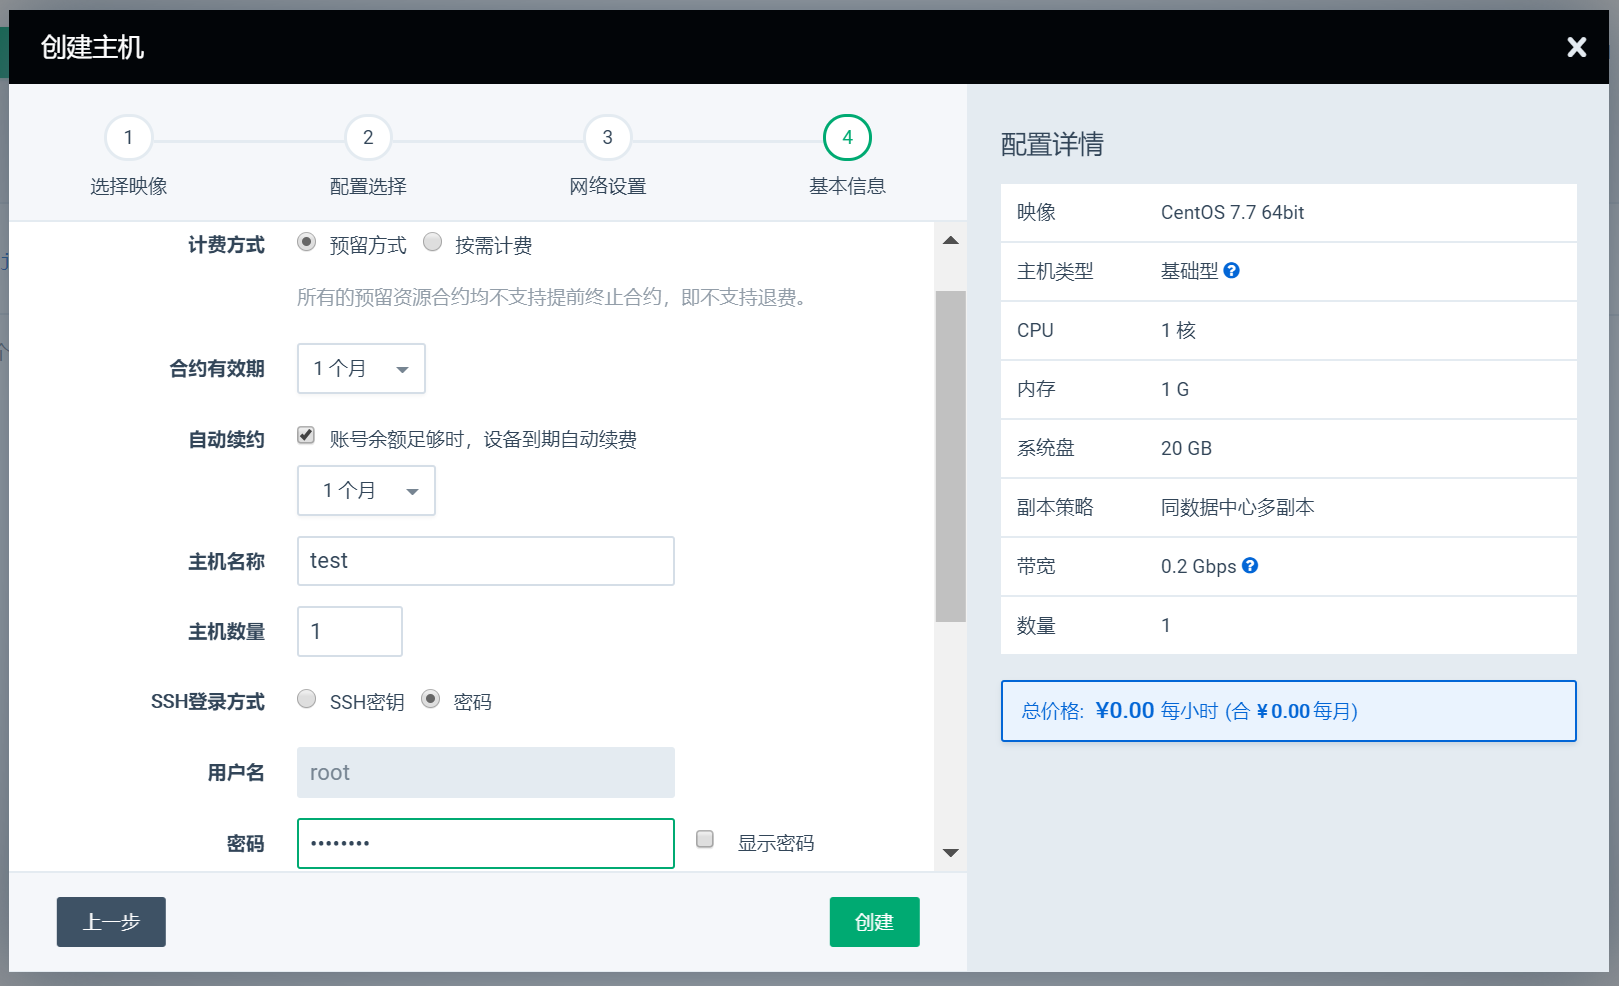 创建主机
1
2
3
4
选择映像
配置选择
网络设置
基本信息
计费方式
预留方式
按需计费
所有的预留资源合约均不支持提前终止合约，即不支持退费。
合约有效期
1 个月
自动续约
账号余额足够时，设备到期自动续费
1 个月
主机名称
test
主机数量
1
SSH登录方式
SSH密钥
密码
用户名
root
密码
••••••••
显示密码
上一步
创建
配置详情
映像 CentOS 7.7 64bit
主机类型 基础型
CPU 1 核
内存 1 G
系统盘 20 GB
副本策略 同数据中心多副本
带宽 0.2 Gbps
数量 1
总价格: ¥0.00 每小时 (合 ¥ 0.00 每月)